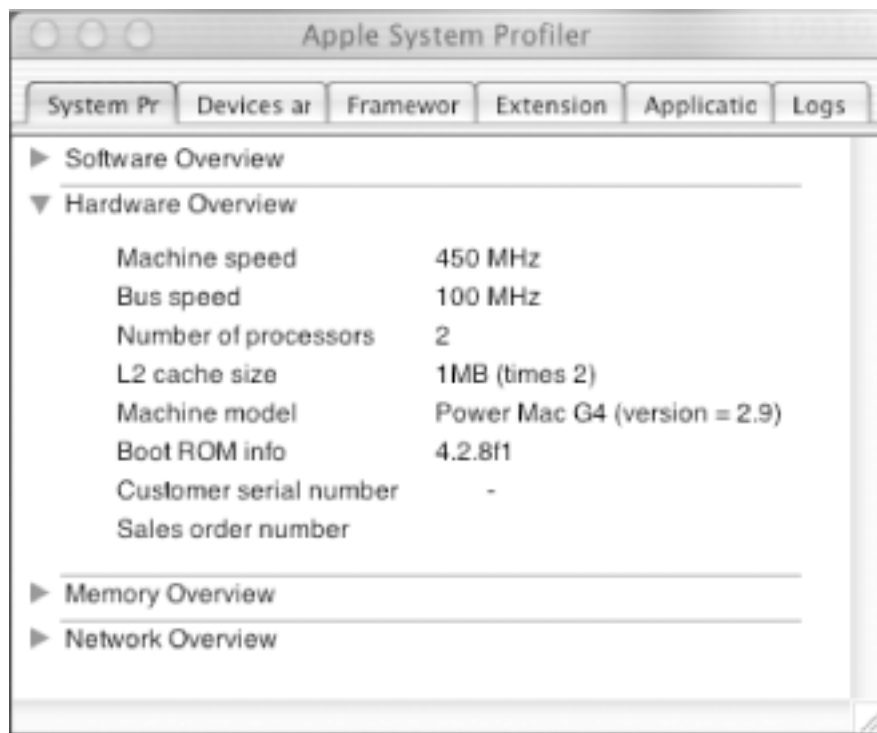 Apple System Profiler
System Pr Devices ar Framewor Extension Applicatic Logs
Software Overview
Hardware Overview
Machine speed 450 MHz
Bus speed 100 MHz
Number of processors 2
L2 cache size 1MB (times 2)
Machine model Power Mac G4 (version = 2.9)
Boot ROM info 4.2.8f1
Customer serial number -
Sales order number
Memory Overview
Network Overview